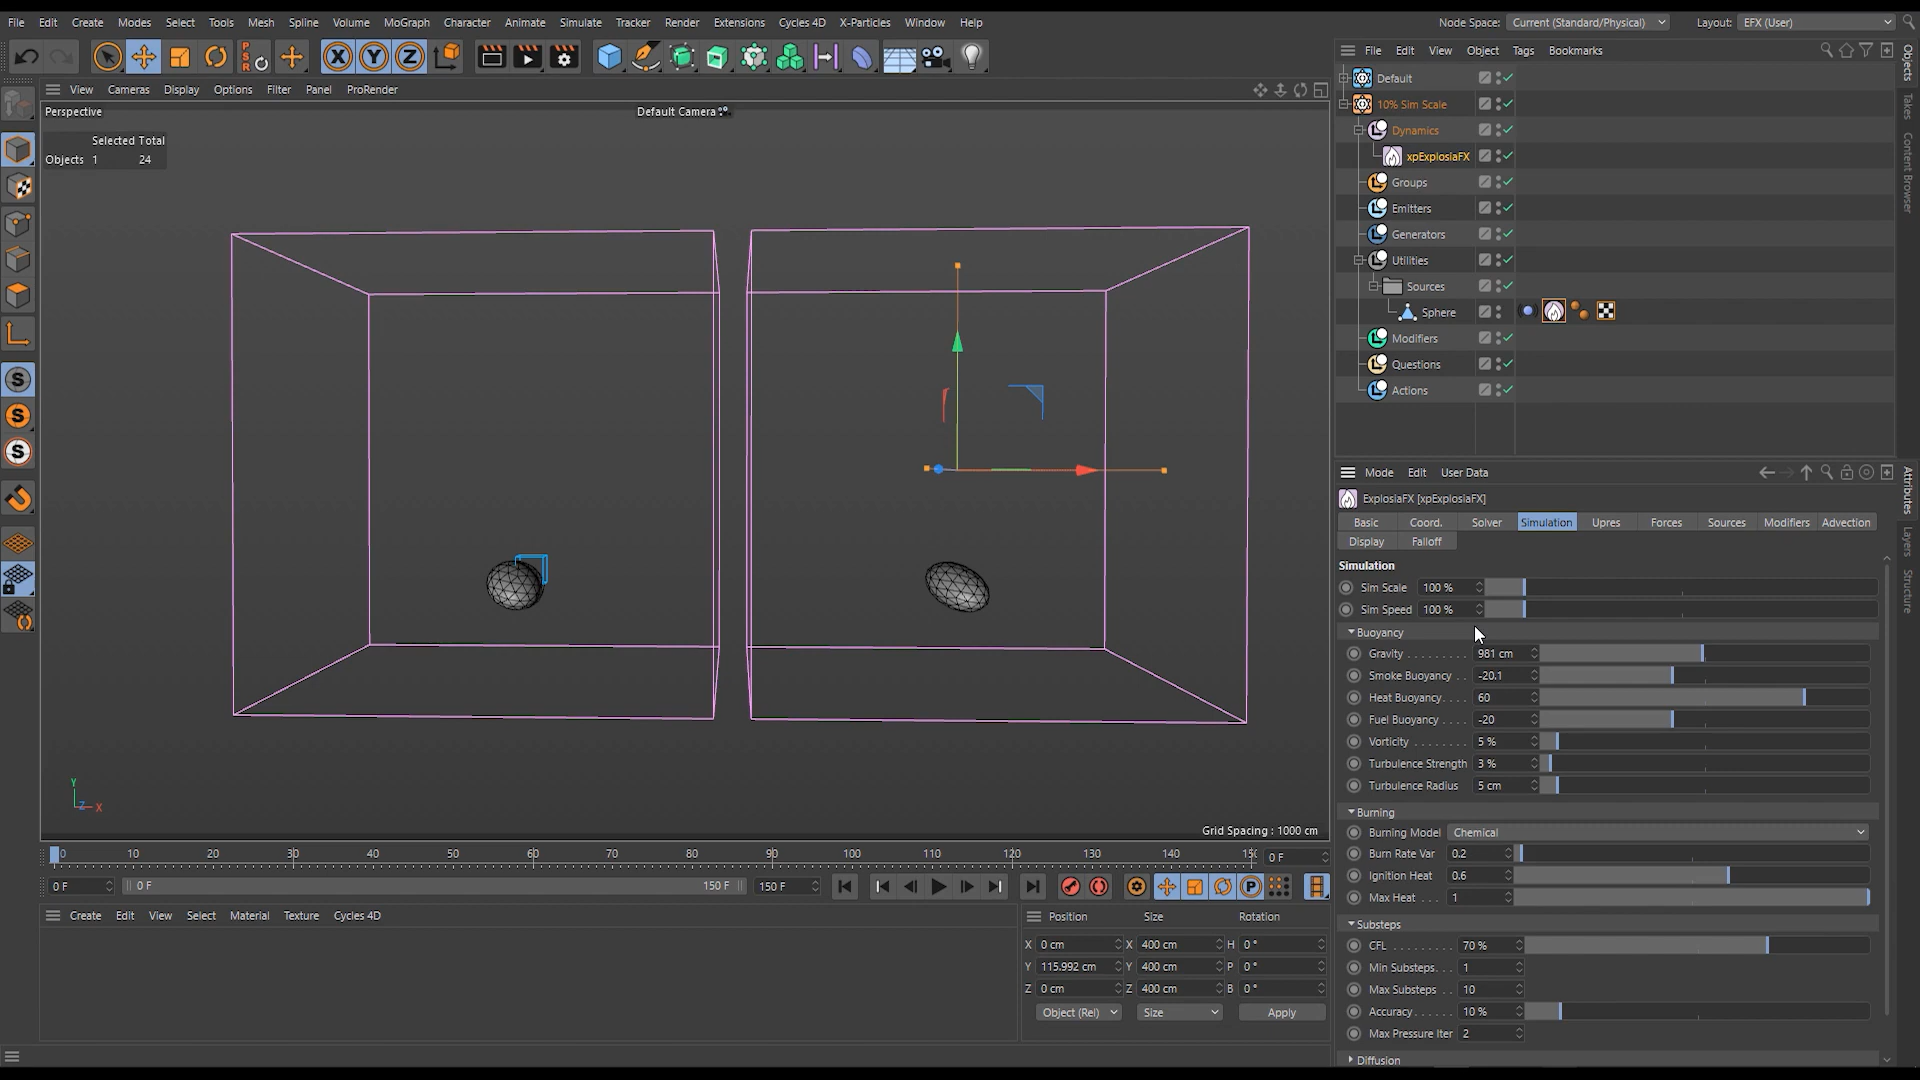 File Edit Create Modes Select Tools Mesh Spline Volume MoGraph Character Animate Simulate Tracker Render Extensions Cycles 4D X-Particles Window Help
Node Space: Current (Standard/Physical) Layout: EFX (User)
P S R X Y Z
File Edit View Object Tags Bookmarks
View Cameras Display Options Filter Panel ProRender
Perspective
Default Camera
Selected Total
Objects 1 24
Default
10% Sim Scale
Dynamics
xpExplosiaFX
Groups
Emitters
Generators
Utilities
Sources
Sphere
Modifiers
Questions
Actions
Objects
Takes
Content Browser
S
S
S
Y
Z X
Grid Spacing : 1000 cm
Mode Edit User Data
ExplosiaFX [xpExplosiaFX]
Basic Coord. Solver Simulation Upres Forces Sources Modifiers Advection
Display Falloff
Simulation
Sim Scale 100 %
Sim Speed 100 %
Buoyancy
Gravity . . . . . . . . . 981 cm
Smoke Buoyancy . . -20.1
Heat Buoyancy. . . . 60
Fuel Buoyancy . . . . -20
Vorticity . . . . . . . . 5 %
Turbulence Strength 3 %
Turbulence Radius 5 cm
Burning
Burning Model Chemical
Burn Rate Var 0.2
Ignition Heat 0.6
Max Heat . . . 1
Substeps
CFL . . . . . . . . . 70 %
Min Substeps. . . 1
Max Substeps . . 10
Accuracy. . . . . . 10 %
Max Pressure Iter 2
Diffusion
Attributes
Layers
Structure
0 10 20 30 40 50 60 70 80 90 100 110 120 130 140 0 F
0 F 0 F 150 F 150 F P
Create Edit View Select Material Texture Cycles 4D
Position Size Rotation
X 0 cm X 400 cm H 0 °
Y 115.992 cm Y 400 cm P 0 °
Z 0 cm Z 400 cm B 0 °
Object (Rel) Size Apply